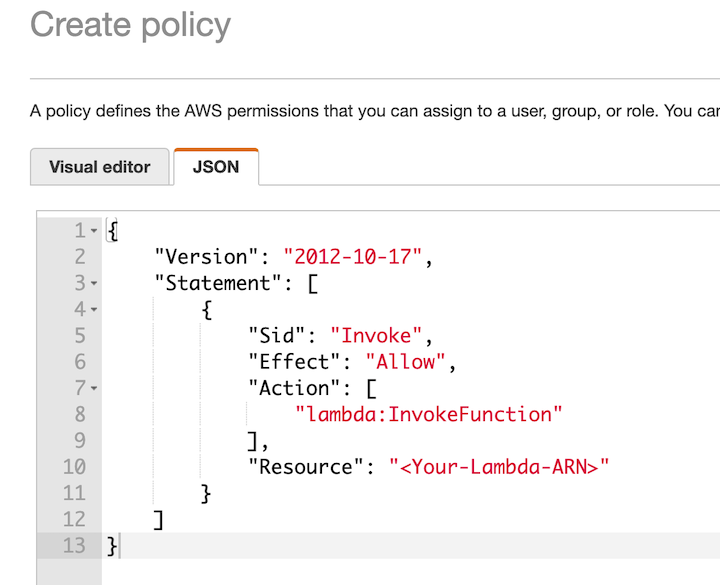 Create policy
A policy defines the AWS permissions that you can assign to a user, group, or role. You can
Visual editor JSON
1 {
2 "Version": "2012-10-17",
3 "Statement": [
4 {
5 "Sid": "Invoke",
6 "Effect": "Allow",
7 "Action": [
8 "lambda:InvokeFunction"
9 ],
10 "Resource": "<Your-Lambda-ARN>"
11 }
12 ]
13 }